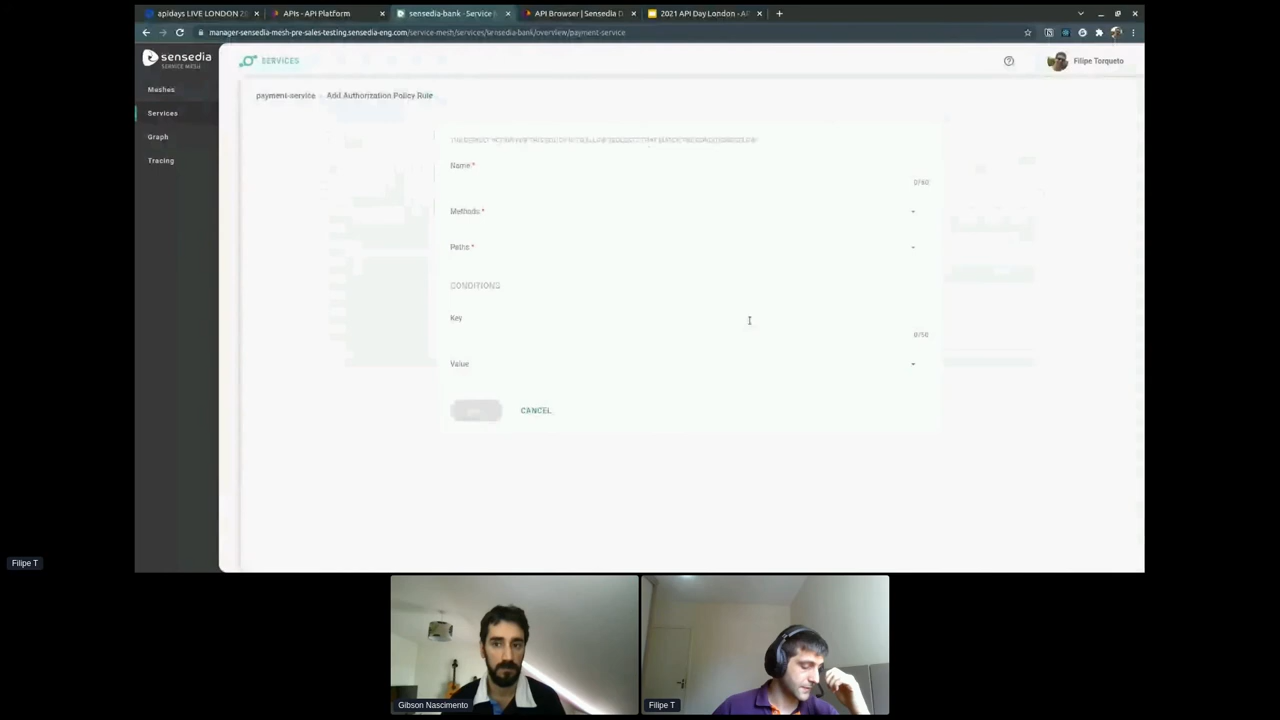 apidays LIVE LONDON 20
APIs - API Platform
sensedia-bank - Service
API Browser | Sensedia D
2021 API Day London - AP
manager-sensedia-mesh-pre-sales-testing.sensedia-eng.com/service-mesh/services/sensedia-bank/overview/payment-service
sensedia
SERVICE MESH
SERVICES
Filipe Torqueto
Meshes
Services
Graph
Tracing
payment-service
Add Authorization Policy Rule
Name *
0/60
Methods *
Paths *
CONDITIONS
Key
0/50
Value
CANCEL
Filipe T
Gibson Nascimento
Filipe T